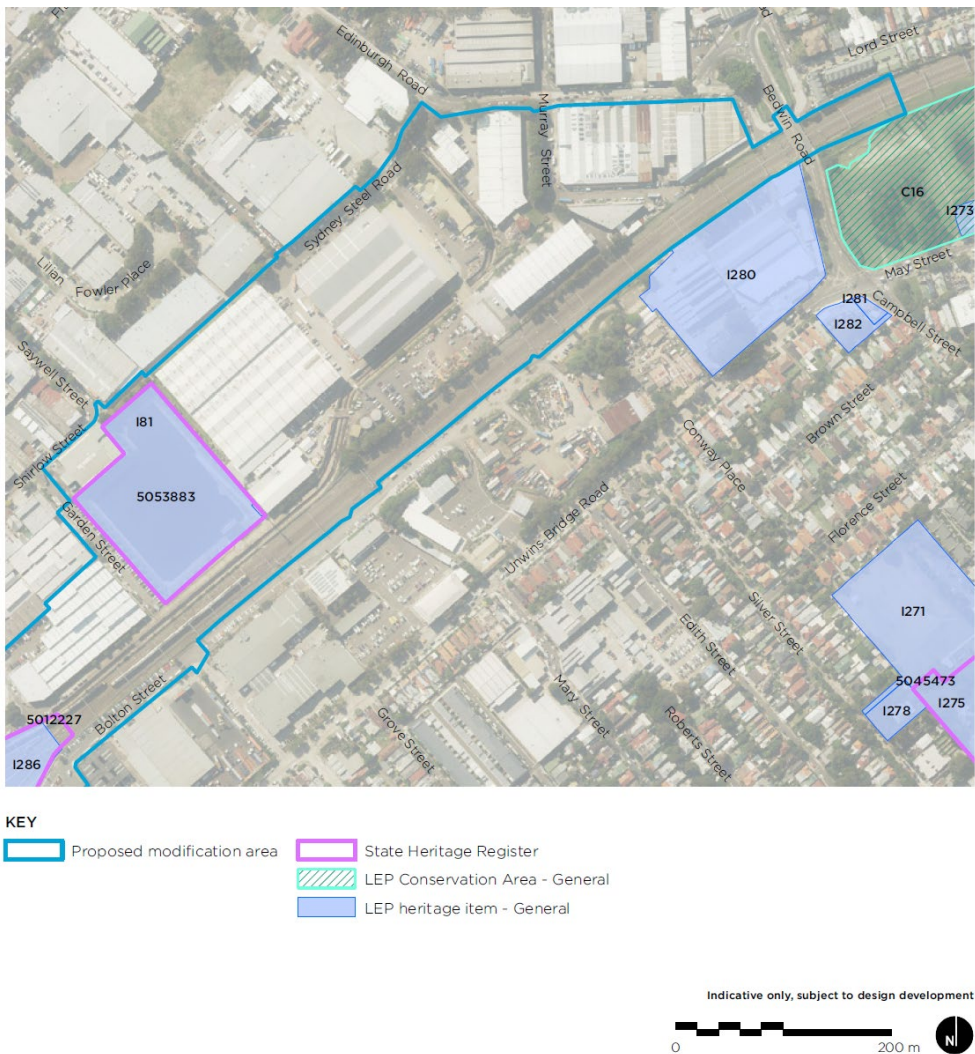 Edinburgh Road
Lord Street
Murray Street
Bedwin Road
Sydney Steel Road
C16
I273
May Street
Lilian
Fowler Place
I280
I281
I282
Campbell Street
Saywell Street
I81
Brown Street
Shirlow Street
5053883
Conway Place
Garden Street
Unwins Bridge Road
Florence Street
Silver Street
I271
Edith Street
5045473
I275
I278
Mary Street
Roberts Street
Bolton Street
Grove Street
5012227
I286
KEY
Proposed modification area
State Heritage Register
LEP Conservation Area - General
LEP heritage item - General
Indicative only, subject to design development
0 200 m
N